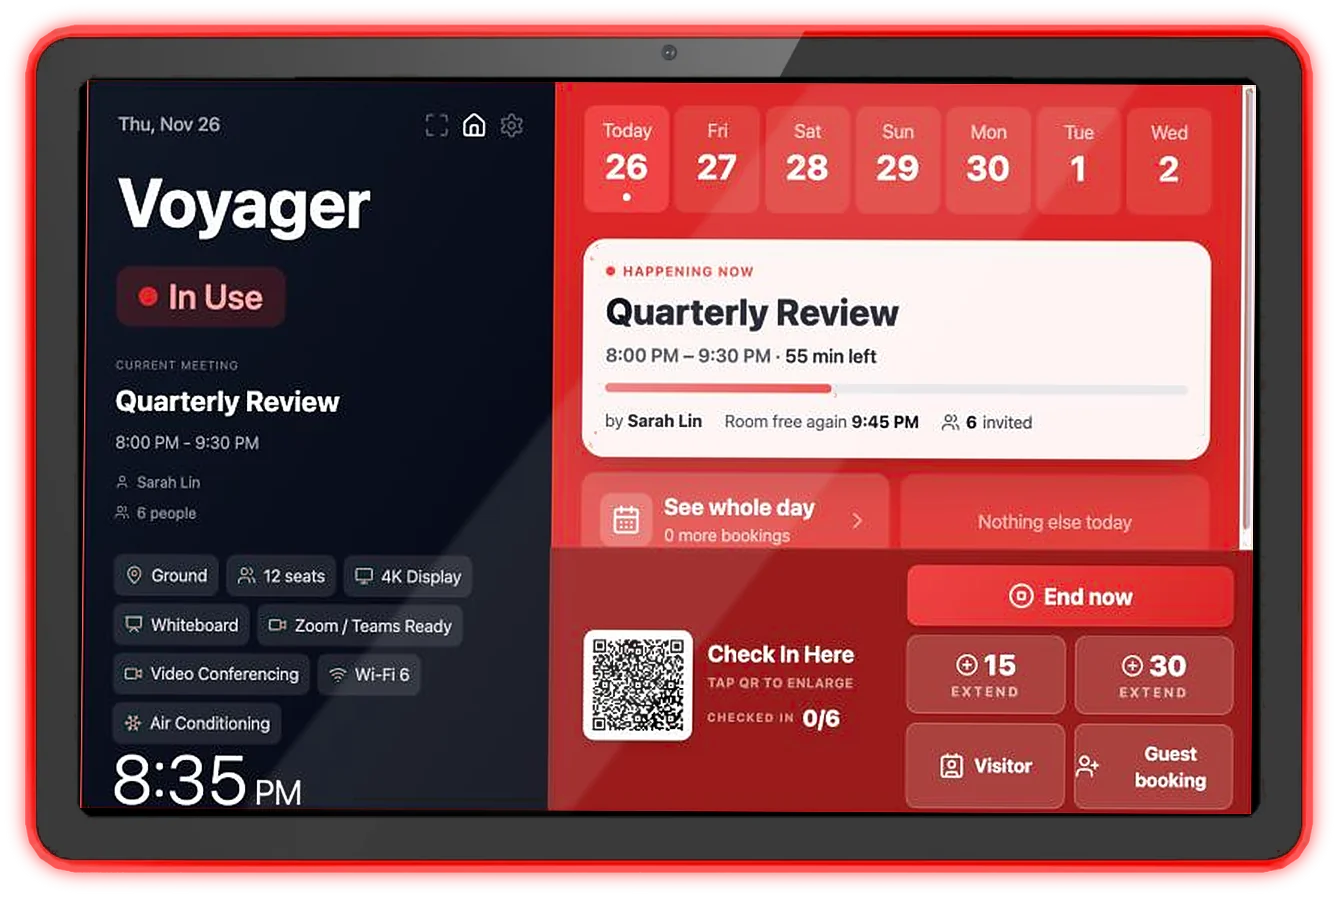 Thu, Nov 26
Voyager
In Use
CURRENT MEETING
Quarterly Review
8:00 PM - 9:30 PM
Sarah Lin
6 people
Ground
12 seats
4K Display
Whiteboard
Zoom / Teams Ready
Video Conferencing
Wi-Fi 6
Air Conditioning
8:35 PM
Today
26
Fri
27
Sat
28
Sun
29
Mon
30
Tue
1
Wed
2
HAPPENING NOW
Quarterly Review
8:00 PM – 9:30 PM · 55 min left
by Sarah Lin
Room free again 9:45 PM
6 invited
See whole day
0 more bookings
Nothing else today
Check In Here
TAP QR TO ENLARGE
CHECKED IN 0/6
End now
15
EXTEND
30
EXTEND
Visitor
Guest
booking